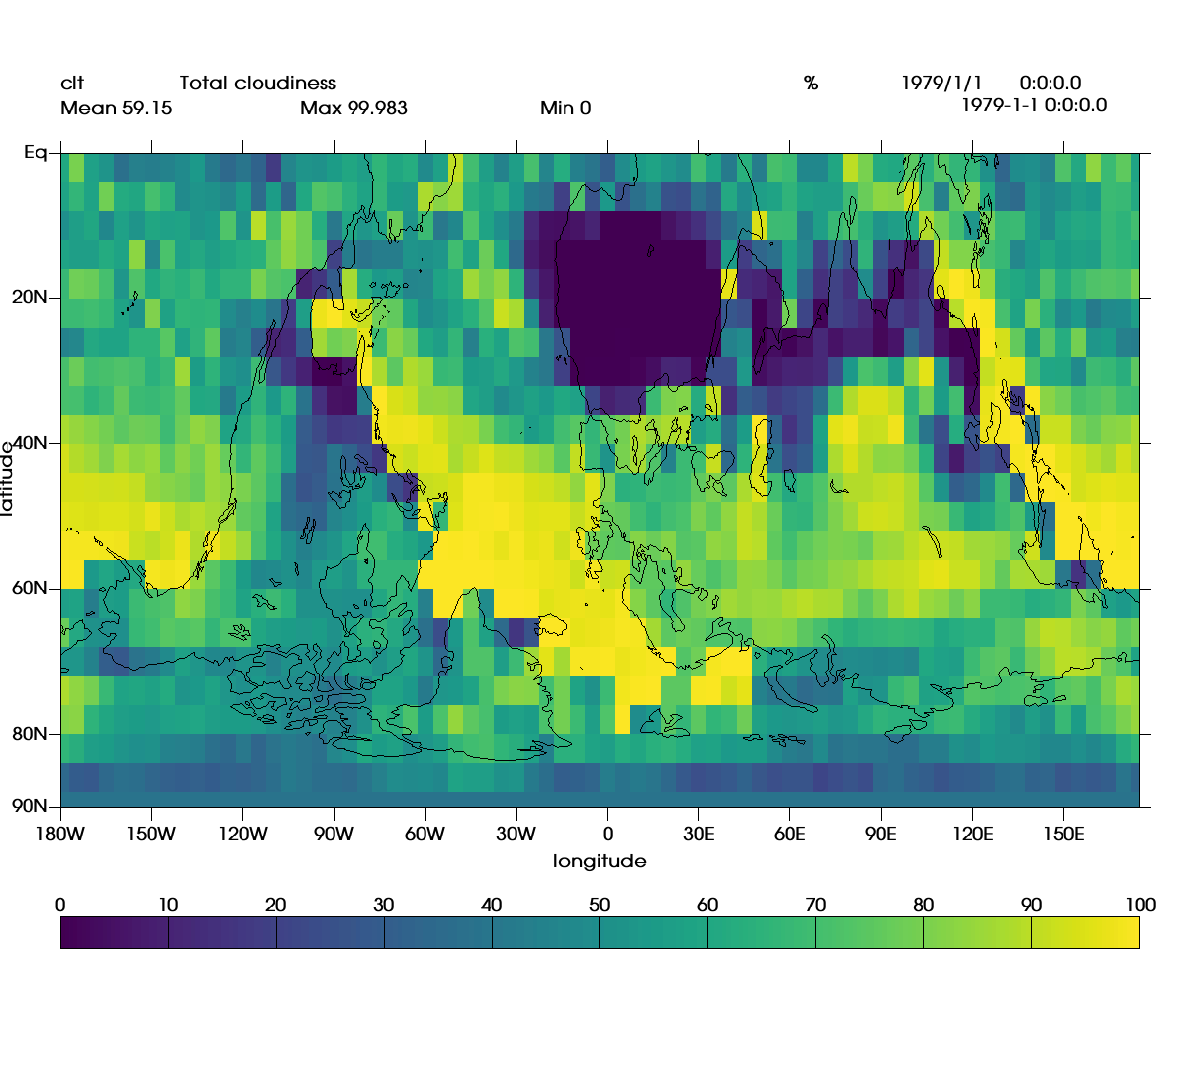 clt Total cloudiness % 1979/1/1 0:0:0.0
Mean 59.15 Max 99.983 Min 0 1979-1-1 0:0:0.0
Eq
20N
40N
latitude
60N
80N
90N
180W 150W 120W 90W 60W 30W 0 30E 60E 90E 120E 150E
longitude
0 10 20 30 40 50 60 70 80 90 100